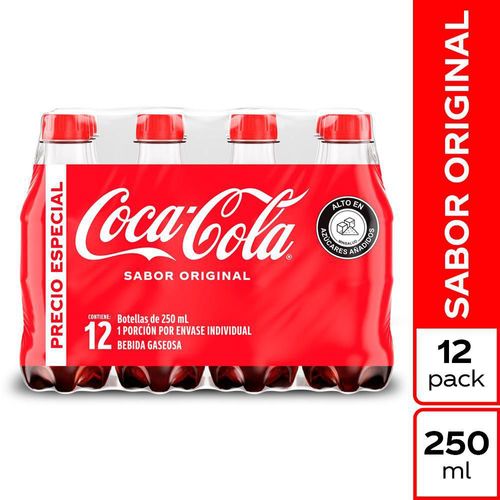 PRECIO ESPECIAL
Coca-Cola®
SABOR ORIGINAL
CONTIENE:
12
Botellas de 250 mL
1 PORCIÓN POR ENVASE INDIVIDUAL
BEBIDA GASEOSA
ALTO EN
AZÚCARES AÑADIDOS
MINSALUD
SABOR ORIGINAL
12
pack
250
ml